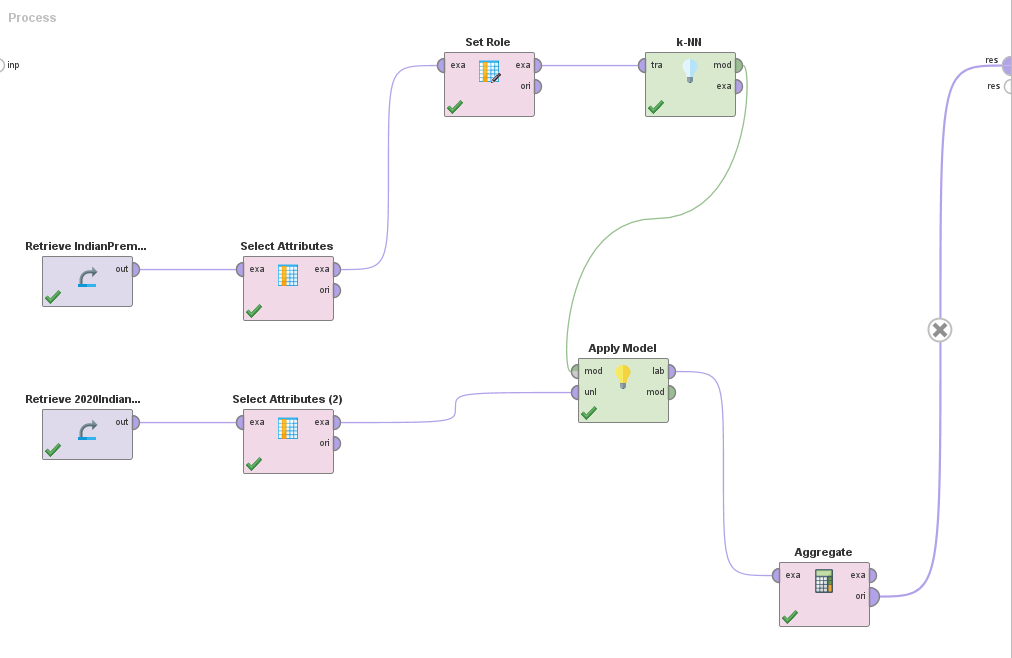 Process
inp
Set Role
exa exa
ori
k-NN
tra mod
exa
res
res
Retrieve IndianPrem...
out
Select Attributes
exa exa
ori
Retrieve 2020Indian...
out
Select Attributes (2)
exa exa
ori
Apply Model
mod lab
unl mod
Aggregate
exa exa
ori